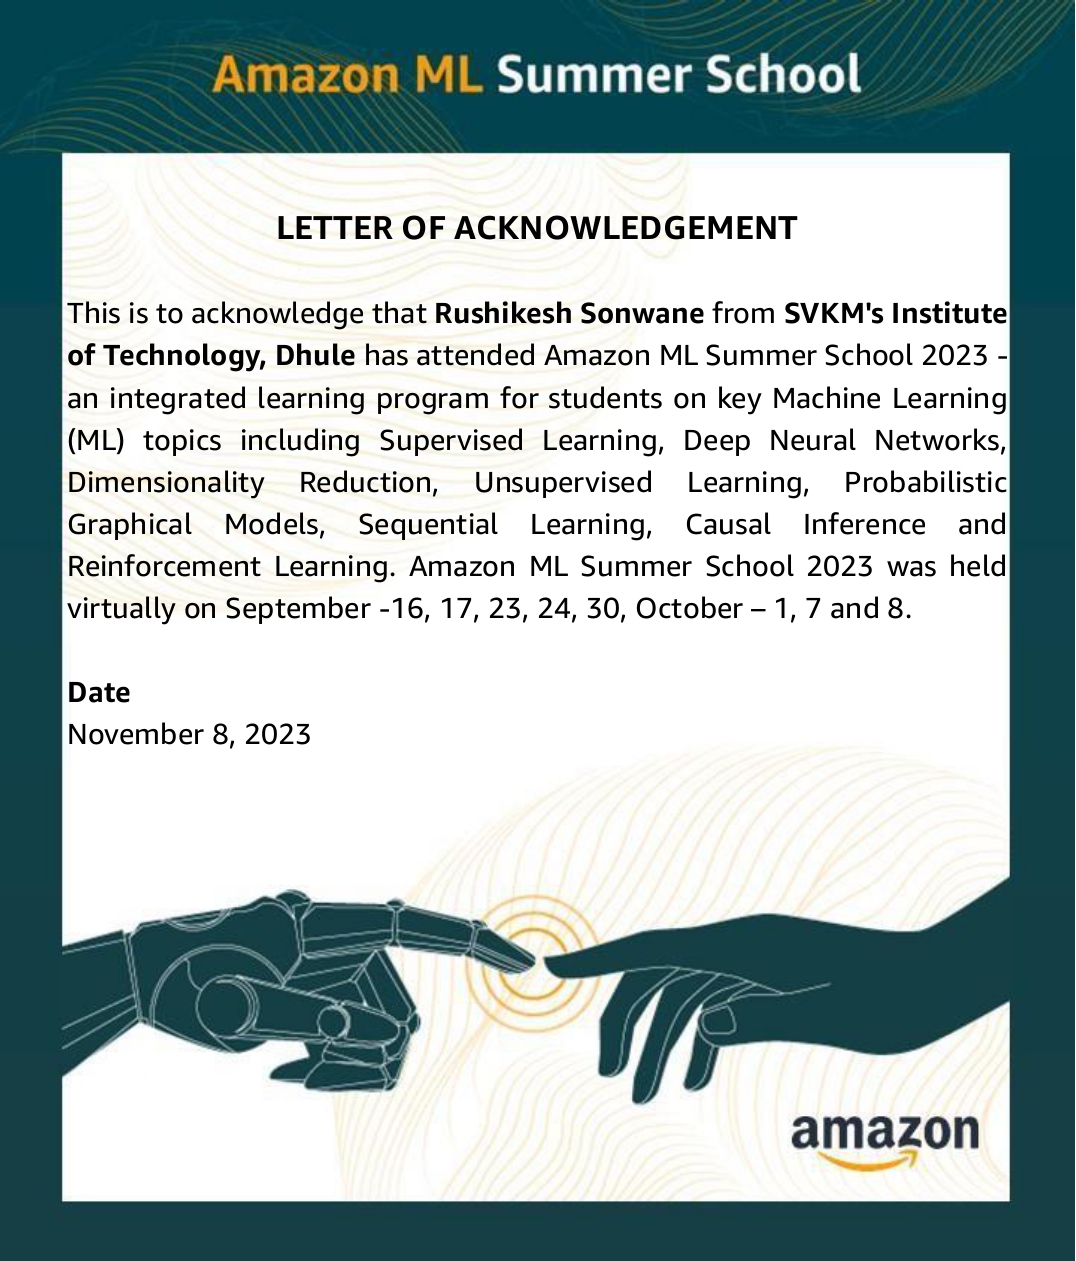 Amazon ML Summer School
LETTER OF ACKNOWLEDGEMENT
This is to acknowledge that Rushikesh Sonwane from SVKM's Institute
of Technology, Dhule has attended Amazon ML Summer School 2023 -
an integrated learning program for students on key Machine Learning
(ML) topics including Supervised Learning, Deep Neural Networks,
Dimensionality Reduction, Unsupervised Learning, Probabilistic
Graphical Models, Sequential Learning, Causal Inference and
Reinforcement Learning. Amazon ML Summer School 2023 was held
virtually on September -16, 17, 23, 24, 30, October – 1, 7 and 8.
Date
November 8, 2023
amazon